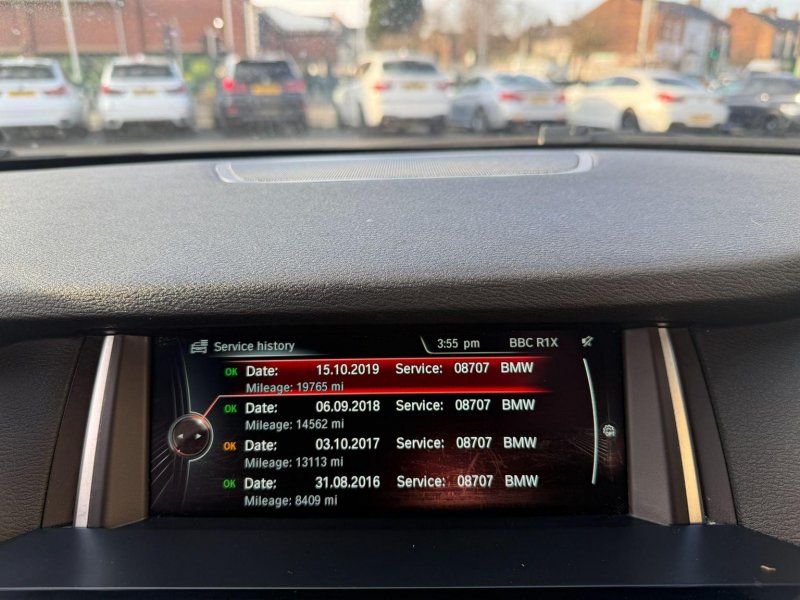 Service history 3:55 pm BBC R1X
OK Date: 15.10.2019 Service: 08707 BMW
Mileage: 19765 mi
OK Date: 06.09.2018 Service: 08707 BMW
Mileage: 14562 mi
OK Date: 03.10.2017 Service: 08707 BMW
Mileage: 13113 mi
OK Date: 31.08.2016 Service: 08707 BMW
Mileage: 8409 mi